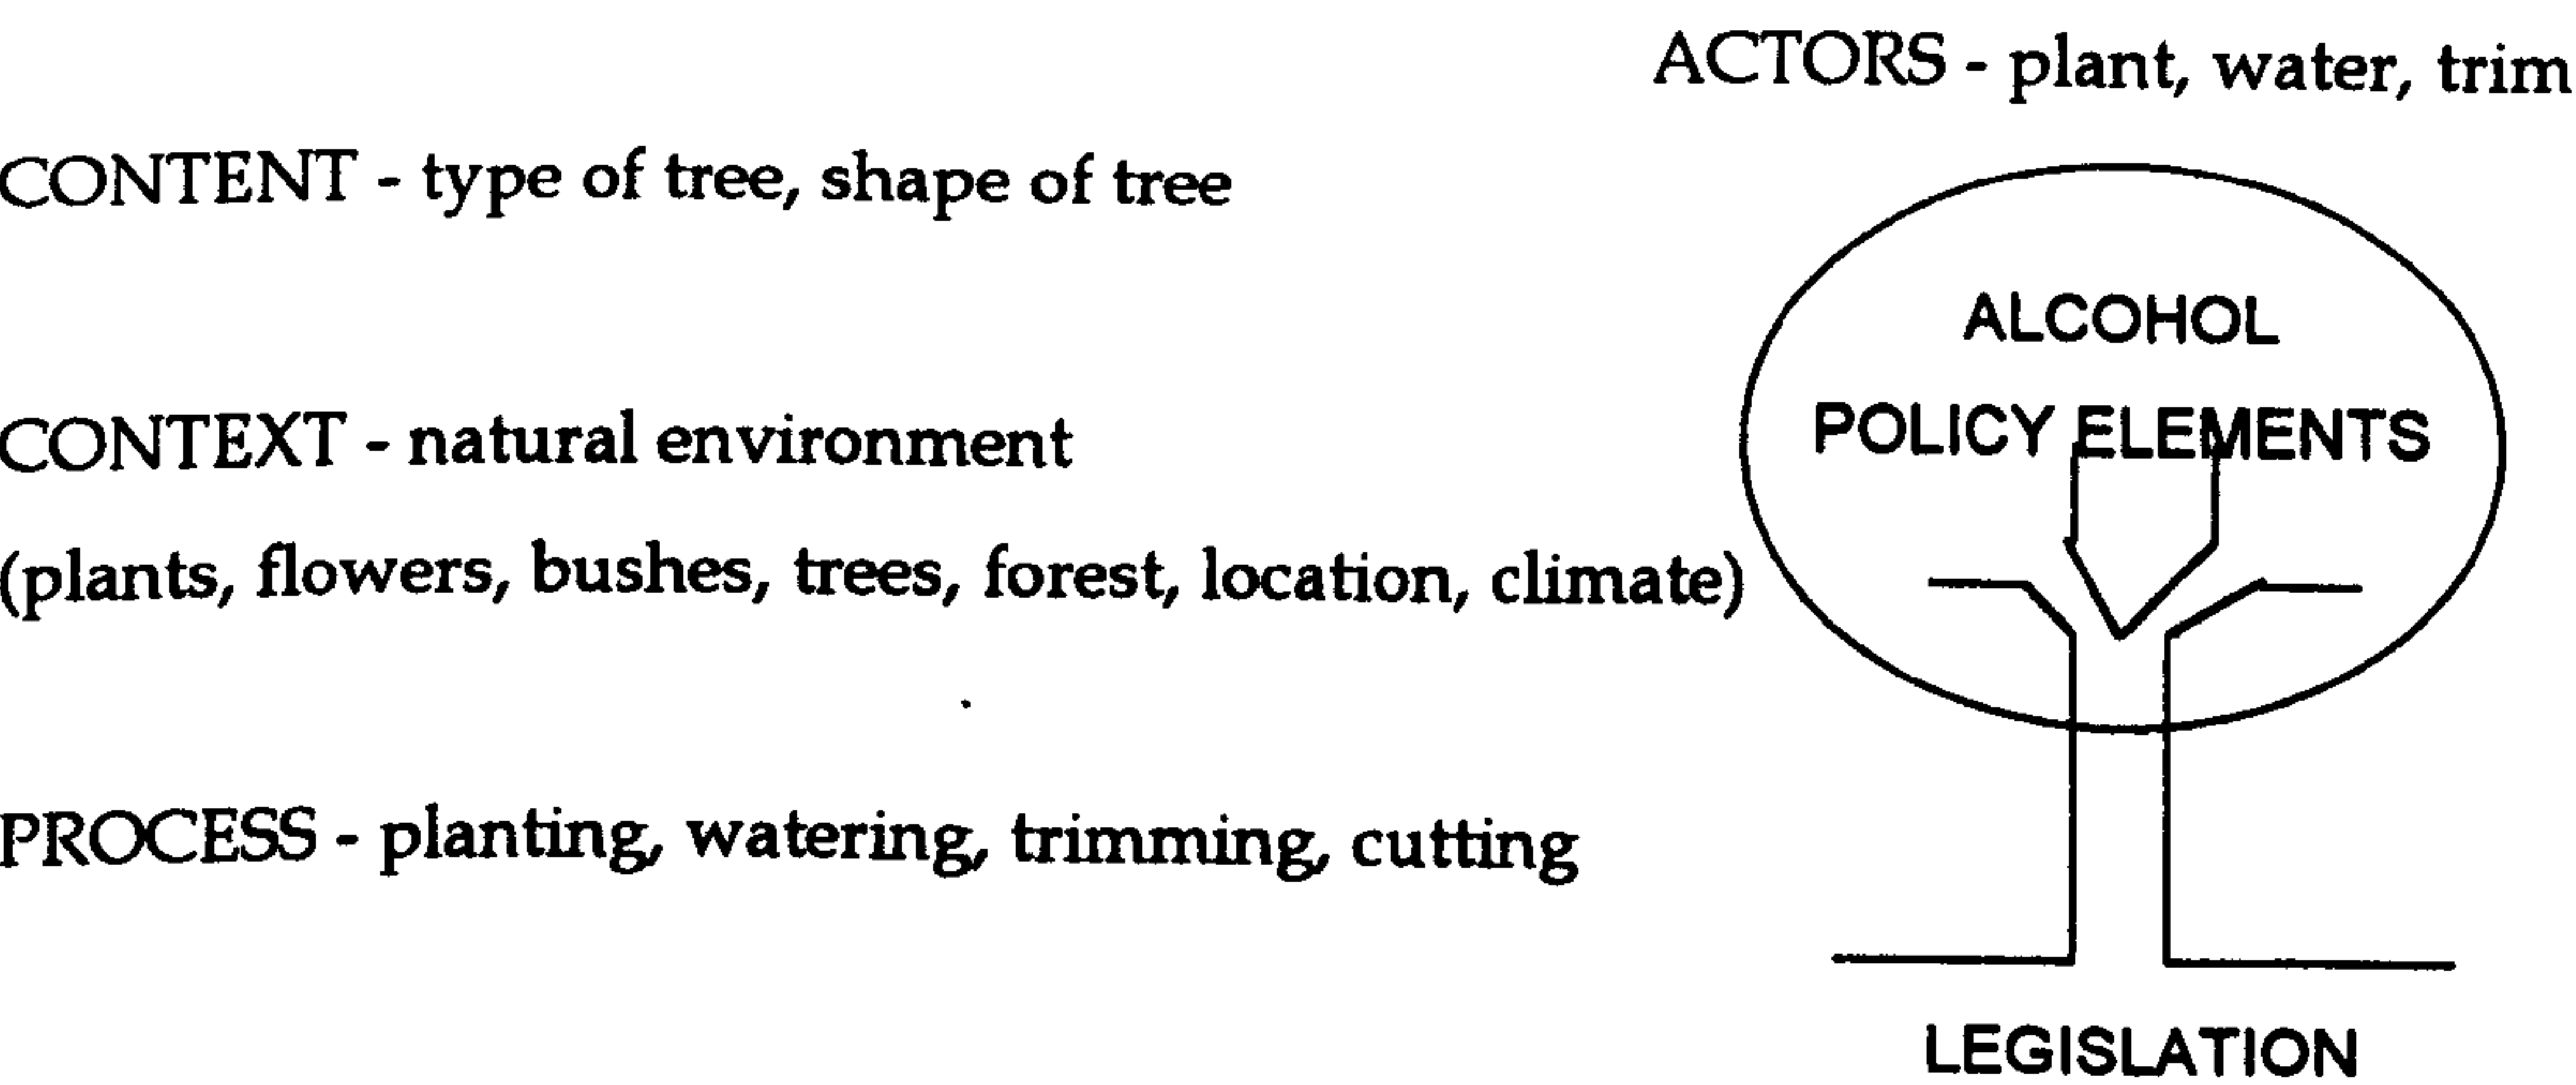 ACTORS - plant, water, trim
CONTENT - type of tree, shape of tree
ALCOHOL
POLICY ELEMENTS
CONTEXT - natural environment
(plants, flowers, bushes, trees, forest, location, climate)
PROCESS - planting, watering, trimming, cutting
LEGISLATION